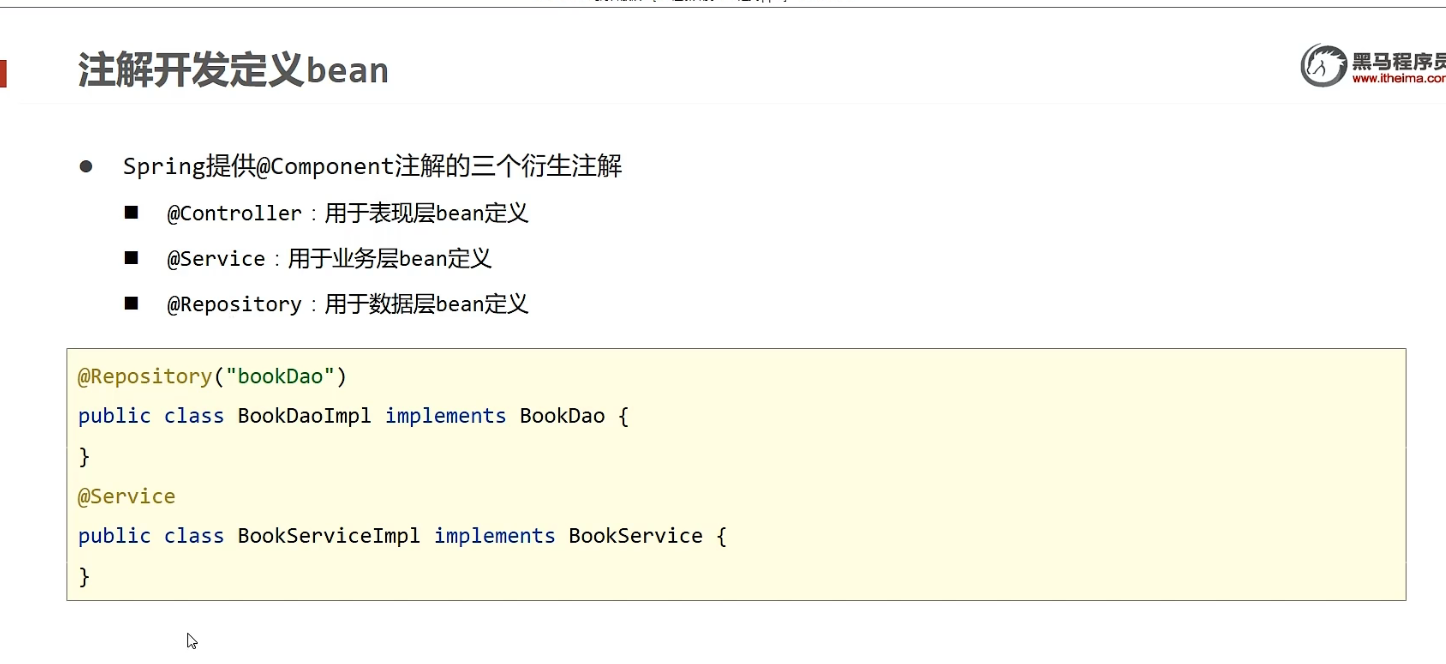 注解开发定义bean
黑马程序员
www.itheima.com
Spring提供@Component注解的三个衍生注解
@Controller：用于表现层bean定义
@Service：用于业务层bean定义
@Repository：用于数据层bean定义
@Repository("bookDao")
public class BookDaoImpl implements BookDao {
}
@Service
public class BookServiceImpl implements BookService {
}